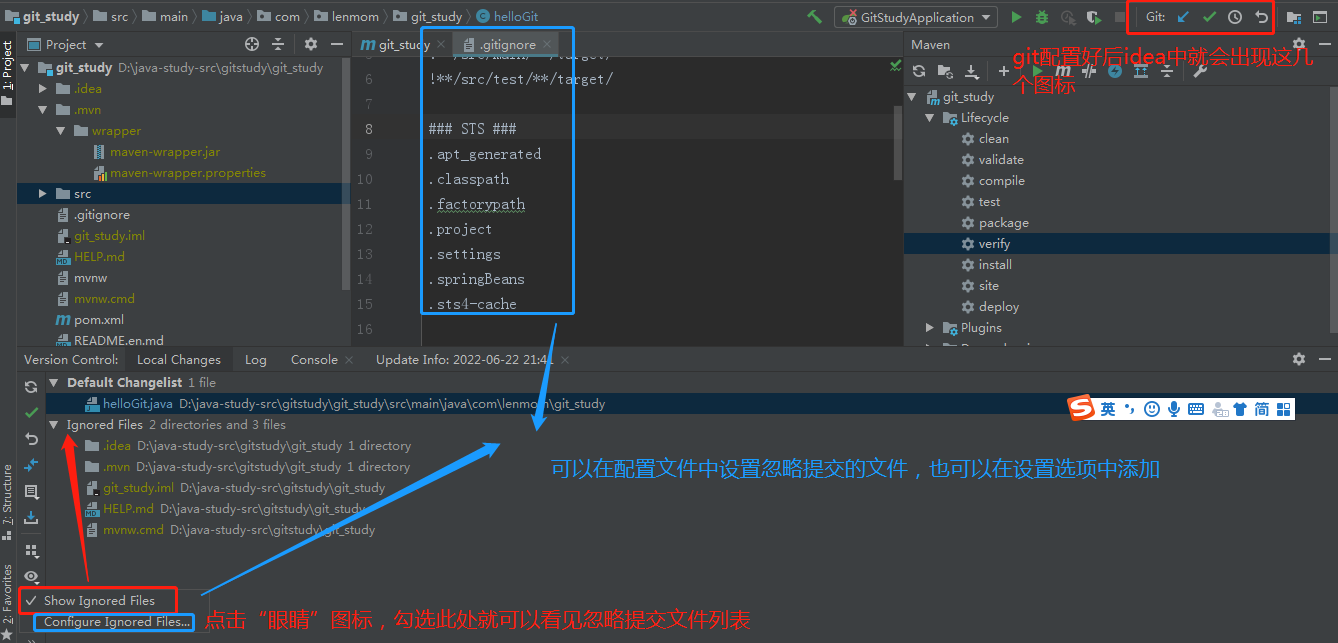 git_study src main java com lenmom git_study helloGit GitStudyApplication Git:
Project git_study .gitignore Maven
1: Project
git配置好后idea中就会出现这几
个图标
git_study D:\java-study-src\gitstudy\git_study
.idea
.mvn
wrapper
maven-wrapper.jar
maven-wrapper.properties
src
.gitignore
git_study.iml
HELP.md
mvnw
mvnw.cmd
pom.xml
README.en.md
6 !**/src/test/**/target/
7
8 ### STS ###
9 .apt_generated
10 .classpath
11 .factorypath
12 .project
13 .settings
14 .springBeans
15 .sts4-cache
16
git_study
Lifecycle
clean
validate
compile
test
package
verify
install
site
deploy
Plugins
Version Control: Local Changes Log Console Update Info: 2022-06-22 21:41
Default Changelist 1 file
helloGit.java D:\java-study-src\gitstudy\git_study\src\main\java\com\lenmom\git_study
Ignored Files 2 directories and 3 files
.idea D:\java-study-src\gitstudy\git_study 1 directory
.mvn D:\java-study-src\gitstudy\git_study 1 directory
git_study.iml D:\java-study-src\gitstudy\git_study
HELP.md D:\java-study-src\gitstudy\git_study
mvnw.cmd D:\java-study-src\gitstudy\git_study
英 简
可以在配置文件中设置忽略提交的文件，也可以在设置选项中添加
7: Structure
2: Favorites
Show Ignored Files
Configure Ignored Files...
点击“眼睛”图标，勾选此处就可以看见忽略提交文件列表